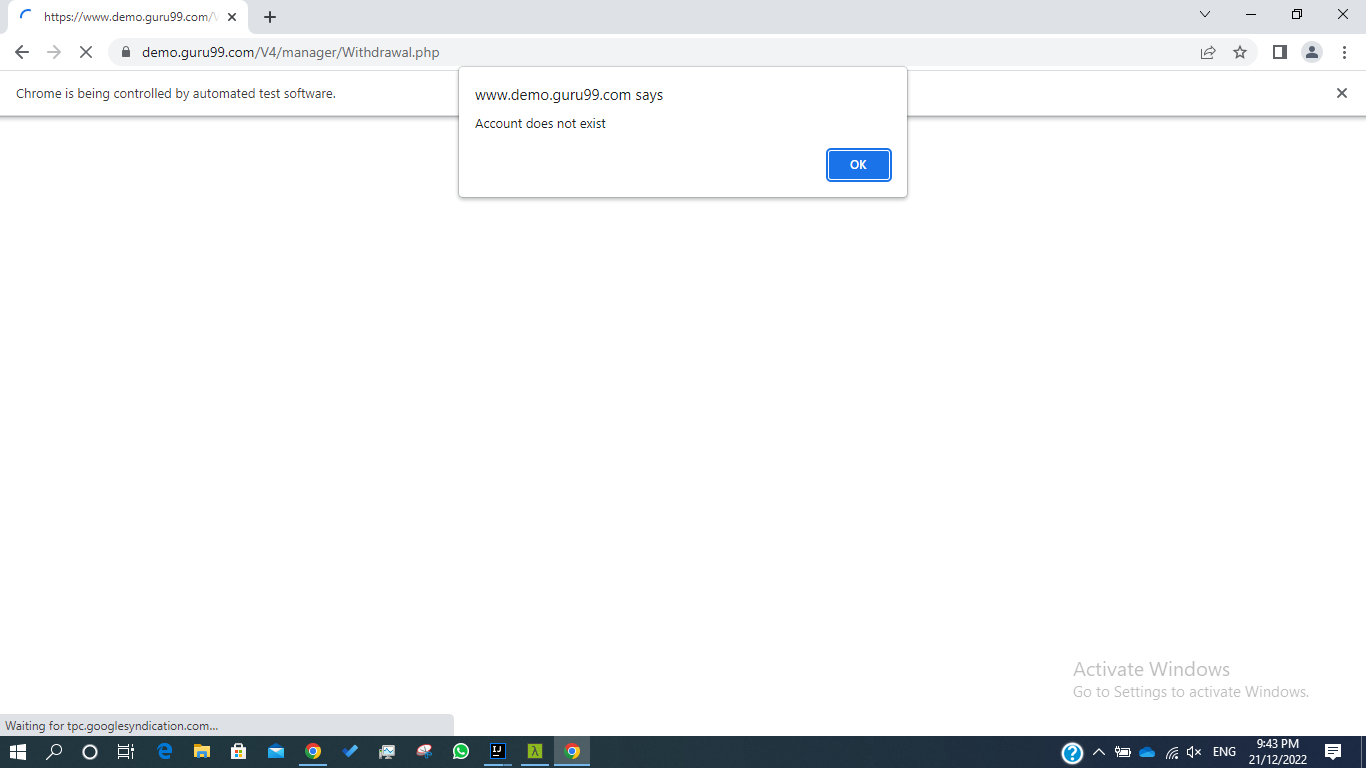 https://www.demo.guru99.com/V
demo.guru99.com/V4/manager/Withdrawal.php
Chrome is being controlled by automated test software.
www.demo.guru99.com says
Account does not exist
OK
Activate Windows
Go to Settings to activate Windows.
Waiting for tpc.googlesyndication.com...
IJ
λ
ENG
9:43 PM
21/12/2022